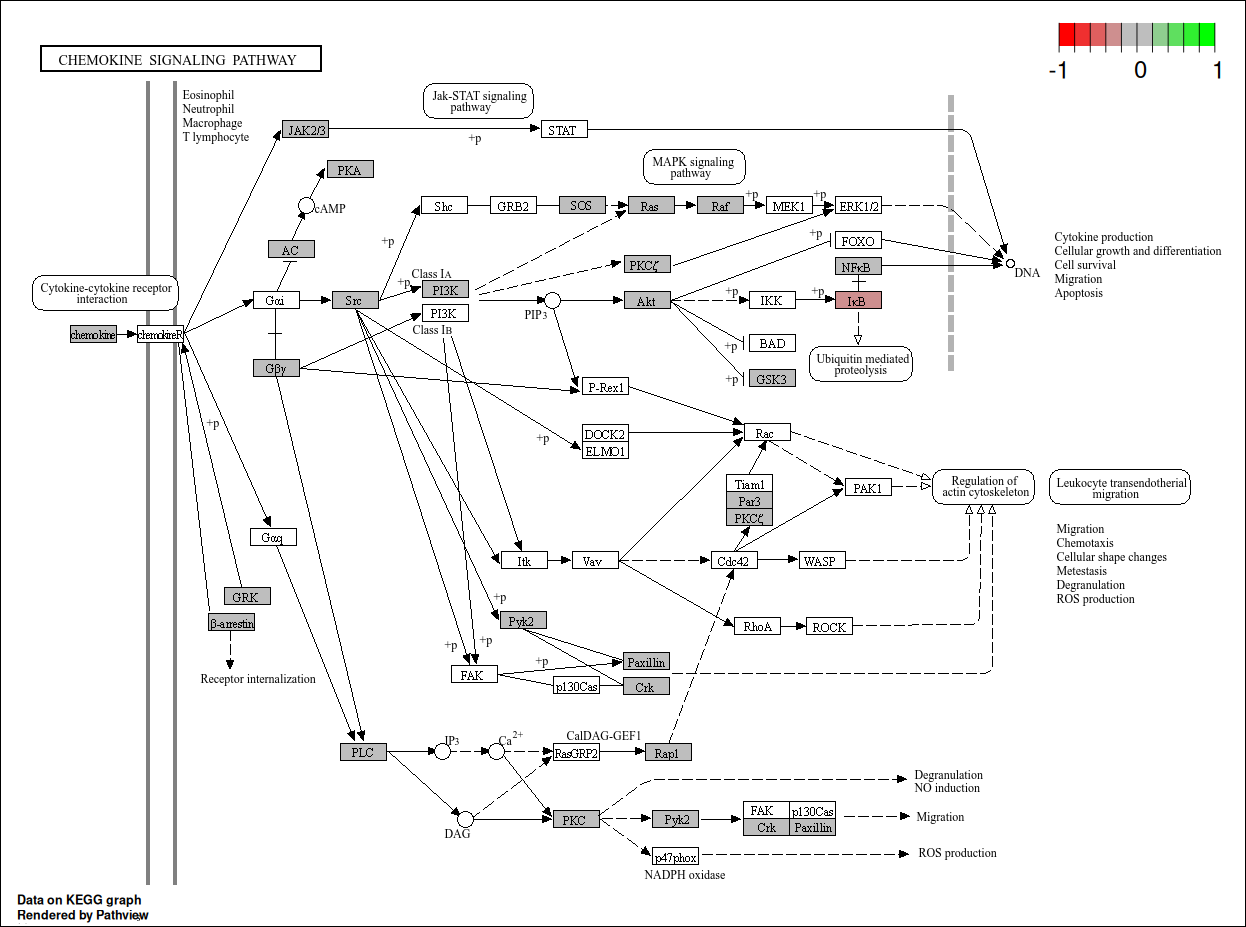 CHEMOKINE SIGNALING PATHWAY
-1
0
1
Eosinophil
Neutrophil
Macrophage
T lymphocyte
Jak-STAT signaling
pathway
JAK2/3
+p
STAT
MAPK signaling
pathway
PKA
cAMP
Shc
GRB2
SOS
Ras
+p
Raf
MEK1
+p
ERK1/2
AC
+p
+p
FOXO
Cytokine production
Cellular growth and differentiation
Cell survival
Migration
Apoptosis
PKCζ
NFκB
DNA
Cytokine-cytokine receptor
interaction
Class IA
+p
PI3K
Gαi
Src
PI3K
Class IB
PIP3
Akt
+p
IKK
+p
IκB
chemokine
chemokineR
+p
BAD
Ubiquitin mediated
proteolysis
Gβγ
+p
GSK3
P-Rex1
+p
+p
DOCK2
ELMO1
Rac
Tiam1
Par3
PKCζ
PAK1
Regulation of
actin cytoskeleton
Leukocyte transendotherial
migration
Gαq
Itk
Vav
Cdc42
WASP
Migration
Chemotaxis
Cellular shape changes
Metestasis
Degranulation
ROS production
GRK
β-arrestin
+p
Pyk2
RhoA
ROCK
+p
+p
+p
Paxillin
FAK
p130Cas
Crk
Receptor internalization
PLC
IP3
Ca2+
CalDAG-GEF1
RasGRP2
Rap1
Degranulation
NO induction
DAG
PKC
Pyk2
FAK
p130Cas
Crk
Paxillin
Migration
p47phox
NADPH oxidase
ROS production
Data on KEGG graph
Rendered by Pathview